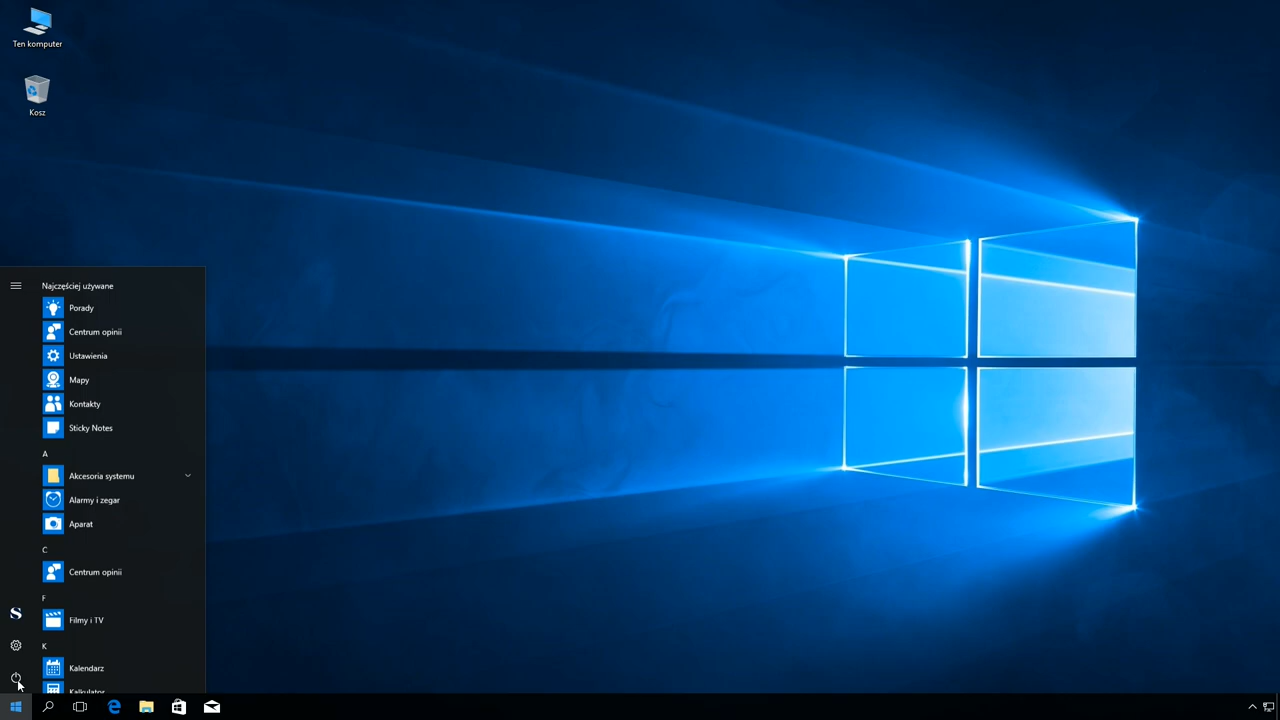 Ten komputer
Kosz
Najczęściej używane
Porady
Centrum opinii
Ustawienia
Mapy
Kontakty
Sticky Notes
A
Akcesoria systemu
Alarmy i zegar
Aparat
C
Centrum opinii
F
Filmy i TV
K
Kalendarz
Kalkulator
S